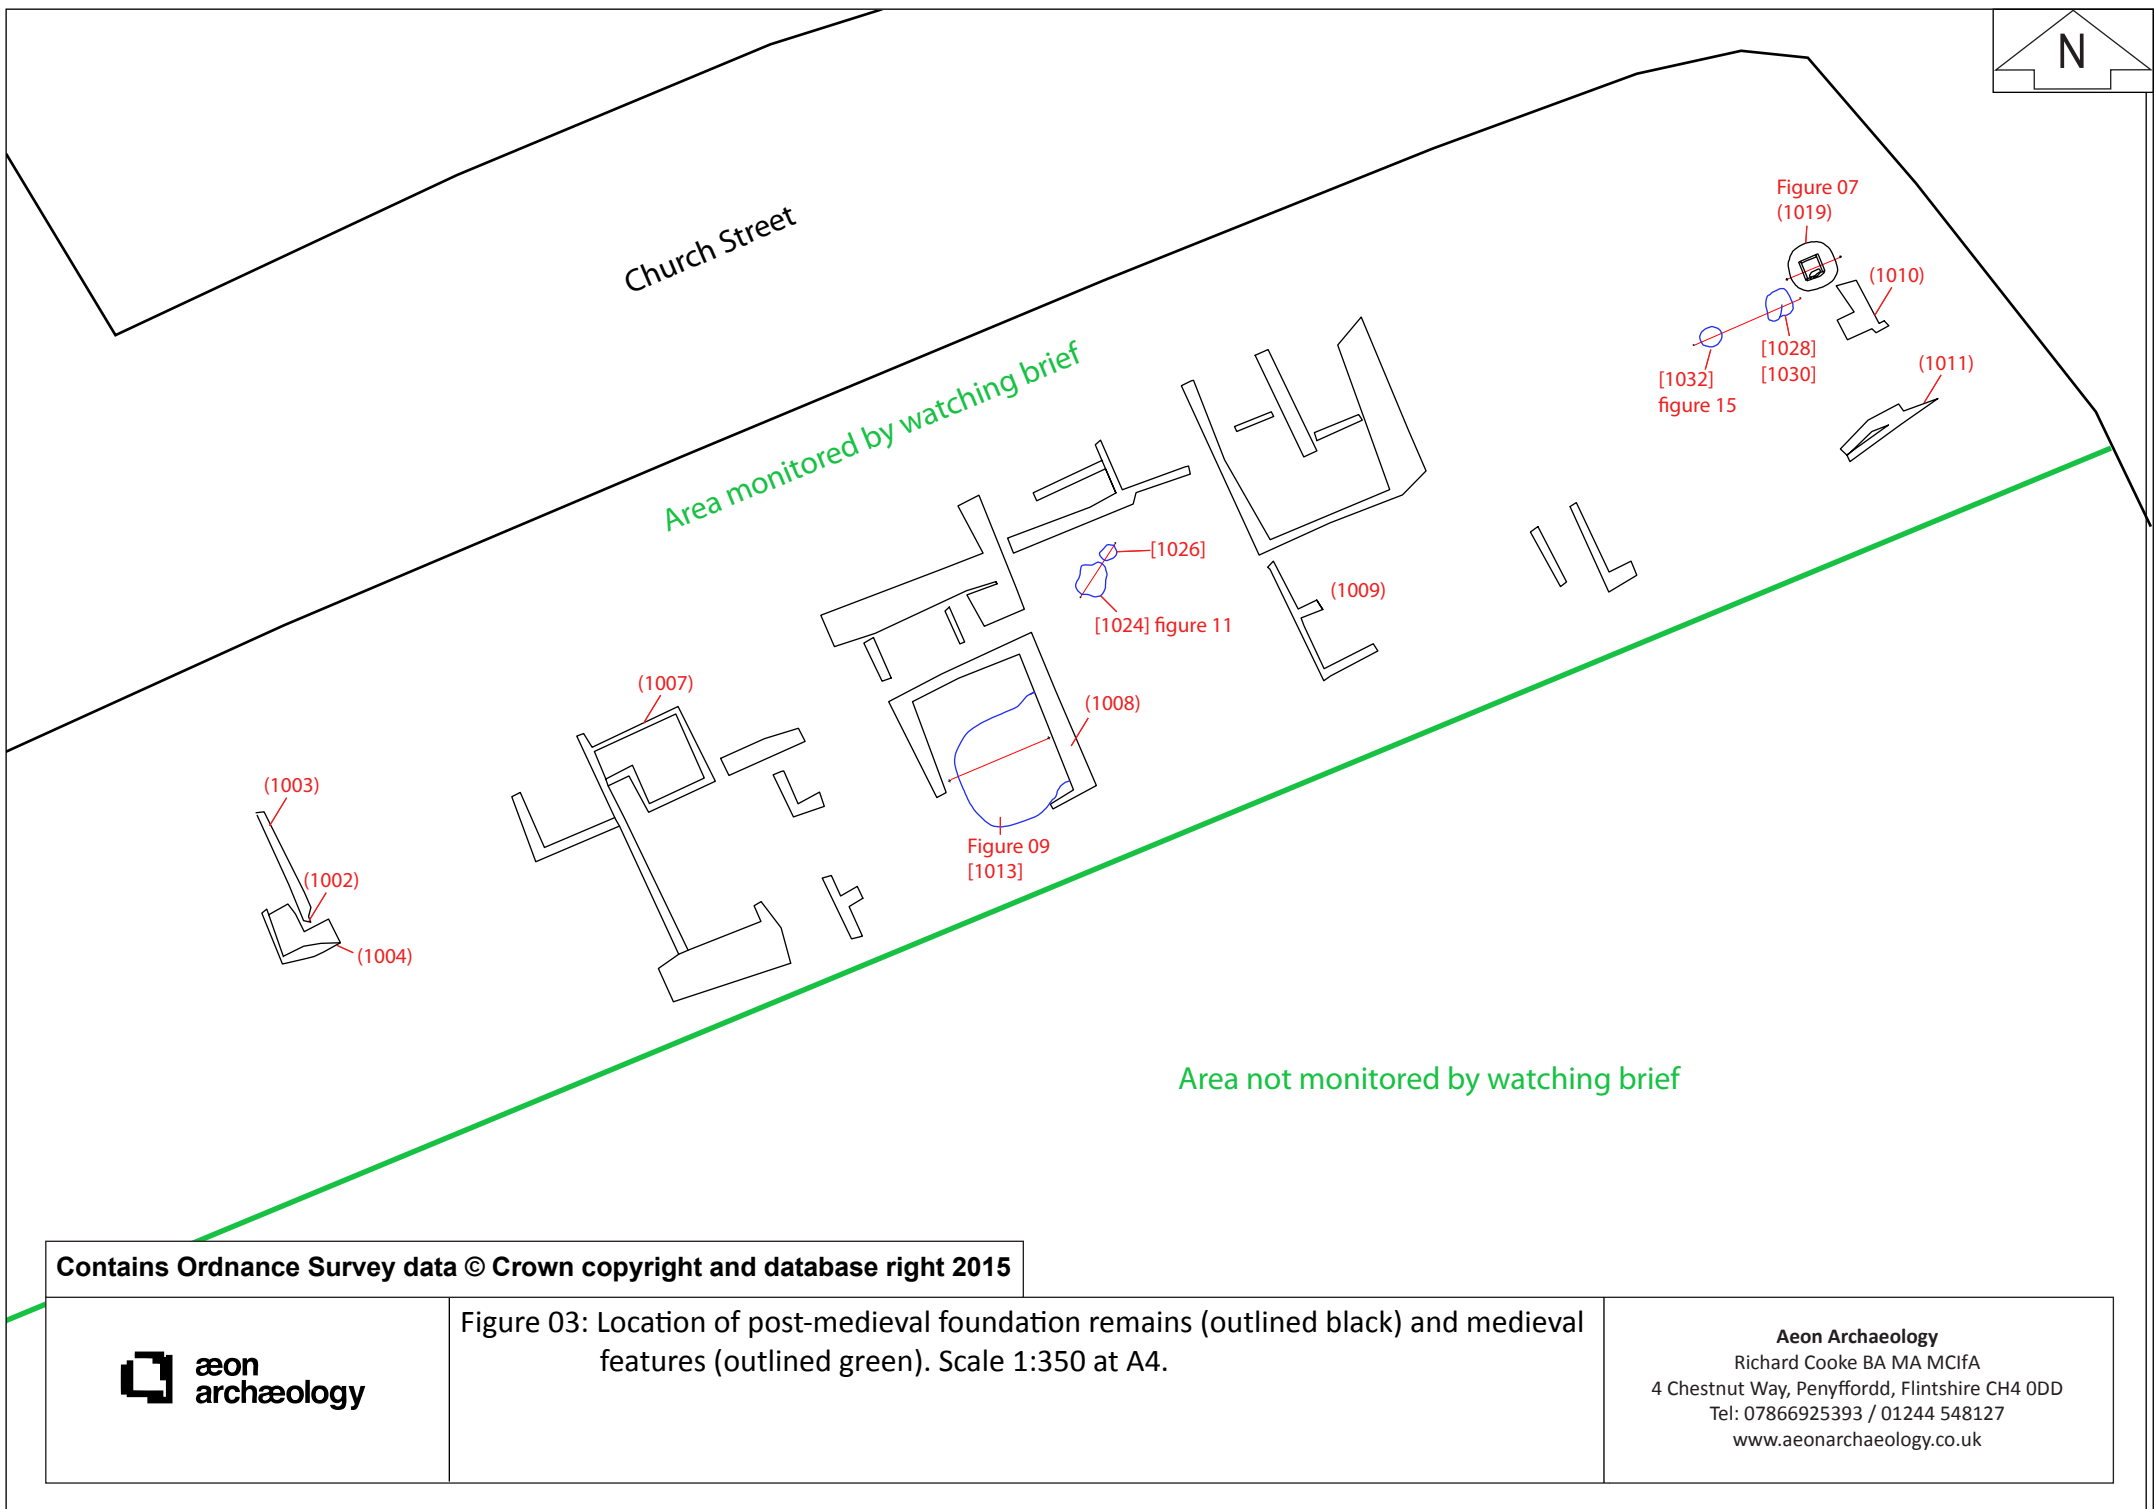 N
Church Street
Figure 07
(1019)
(1010)
[1028]
[1030]
[1032]
figure 15
(1011)
Area monitored by watching brief
[1026]
[1024] figure 11
(1009)
(1007)
(1008)
(1003)
Figure 09
[1013]
(1002)
(1004)
Area not monitored by watching brief
Contains Ordnance Survey data © Crown copyright and database right 2015
æon
archæology
Figure 03: Location of post-medieval foundation remains (outlined black) and medieval
features (outlined green). Scale 1:350 at A4.
Aeon Archaeology
Richard Cooke BA MA MCIfA
4 Chestnut Way, Penyffordd, Flintshire CH4 0DD
Tel: 07866925393 / 01244 548127
www.aeonarchaeology.co.uk